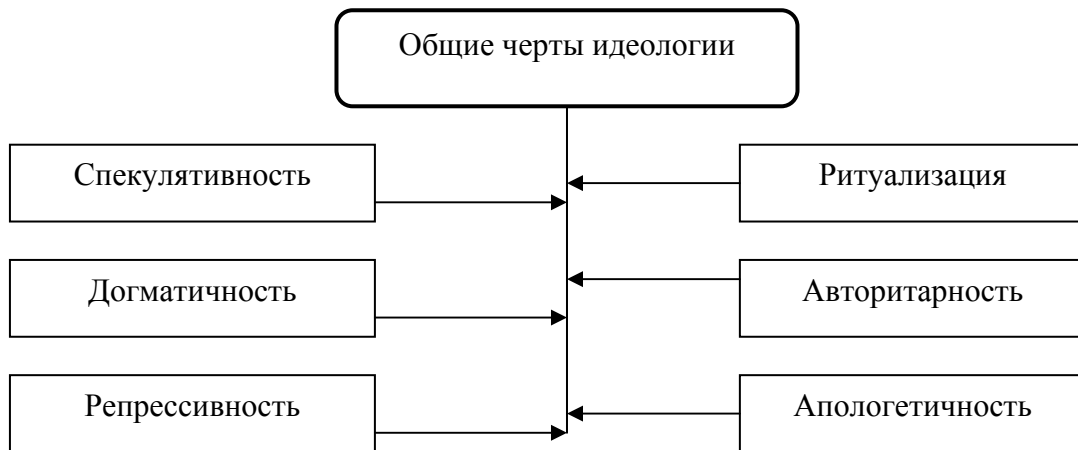 Общие черты идеологии
Спекулятивность
Ритуализация
Догматичность
Авторитарность
Репрессивность
Апологетичность